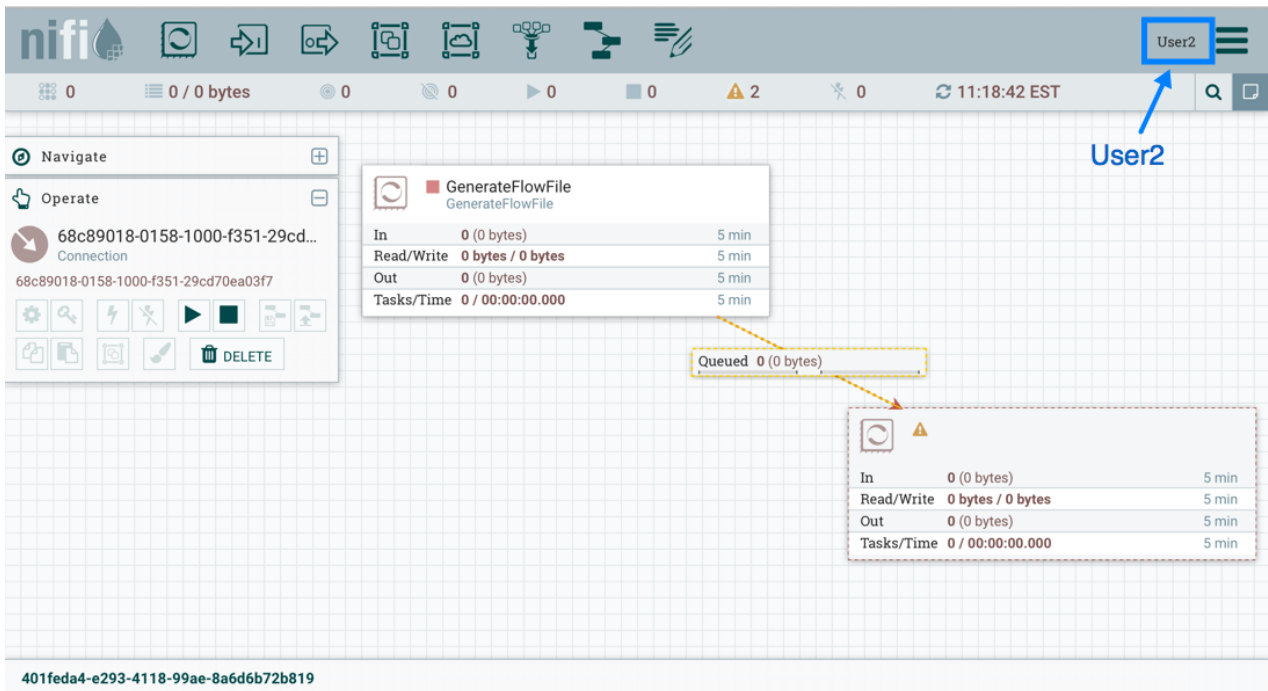 nifi User2
0 0 / 0 bytes 0 0 0 0 2 0 11:18:42 EST
User2
Navigate
Operate
68c89018-0158-1000-f351-29cd...
Connection
68c89018-0158-1000-f351-29cd70ea03f7
DELETE
GenerateFlowFile
GenerateFlowFile
In 0 (0 bytes) 5 min
Read/Write 0 bytes / 0 bytes 5 min
Out 0 (0 bytes) 5 min
Tasks/Time 0 / 00:00:00.000 5 min
Queued 0 (0 bytes)
In 0 (0 bytes) 5 min
Read/Write 0 bytes / 0 bytes 5 min
Out 0 (0 bytes) 5 min
Tasks/Time 0 / 00:00:00.000 5 min
401feda4-e293-4118-99ae-8a6d6b72b819